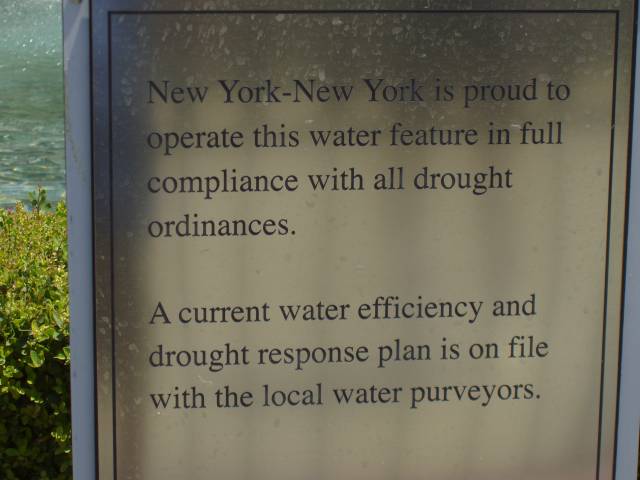 New York-New York is proud to
operate this water feature in full
compliance with all drought
ordinances.
A current water efficiency and
drought response plan is on file
with the local water purveyors.